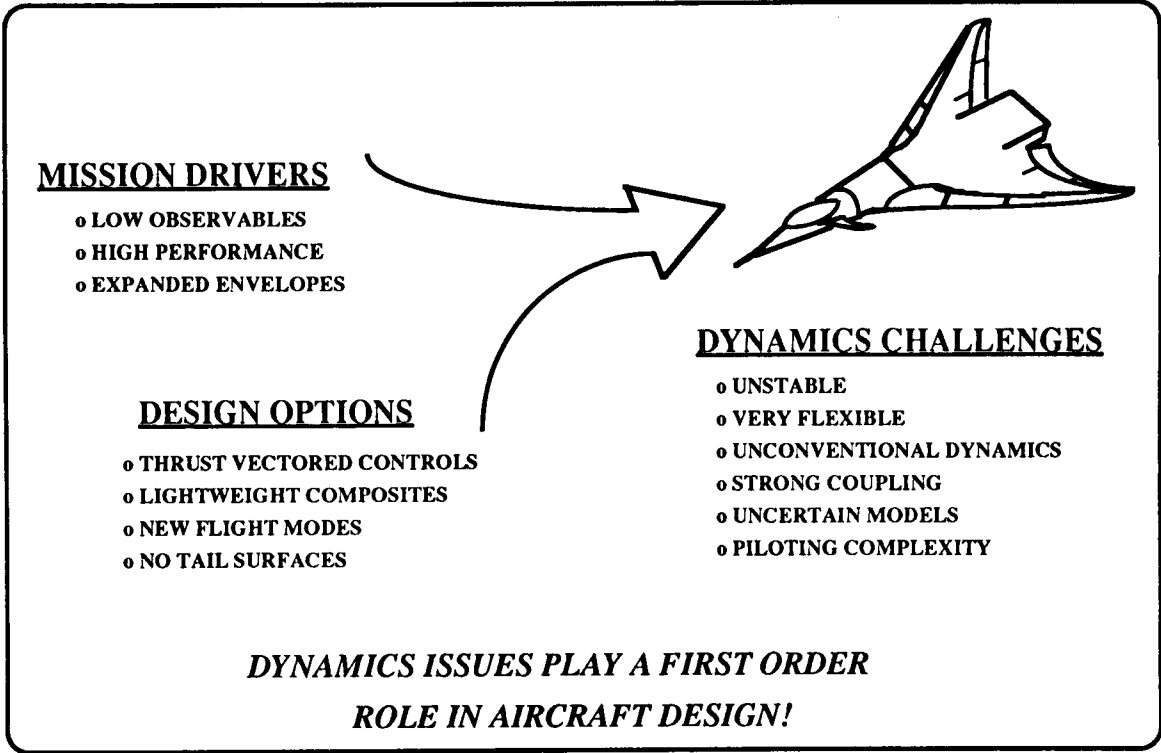 MISSION DRIVERS
o LOW OBSERVABLES
o HIGH PERFORMANCE
o EXPANDED ENVELOPES
DESIGN OPTIONS
o THRUST VECTORED CONTROLS
o LIGHTWEIGHT COMPOSITES
o NEW FLIGHT MODES
o NO TAIL SURFACES
DYNAMICS CHALLENGES
o UNSTABLE
o VERY FLEXIBLE
o UNCONVENTIONAL DYNAMICS
o STRONG COUPLING
o UNCERTAIN MODELS
o PILOTING COMPLEXITY
DYNAMICS ISSUES PLAY A FIRST ORDER
ROLE IN AIRCRAFT DESIGN!